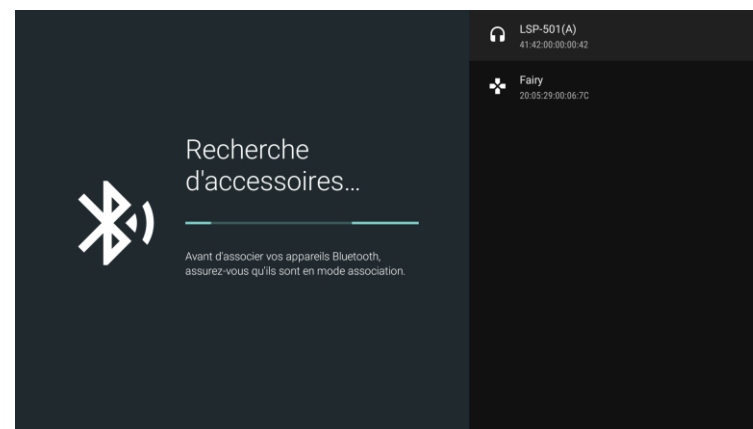 Recherche
d'accessoires...
Avant d'associer vos appareils Bluetooth,
assurez-vous qu'ils sont en mode association.
LSP-501(A)
41:42:00:00:00:42
Fairy
20:05:29:00:06:7C